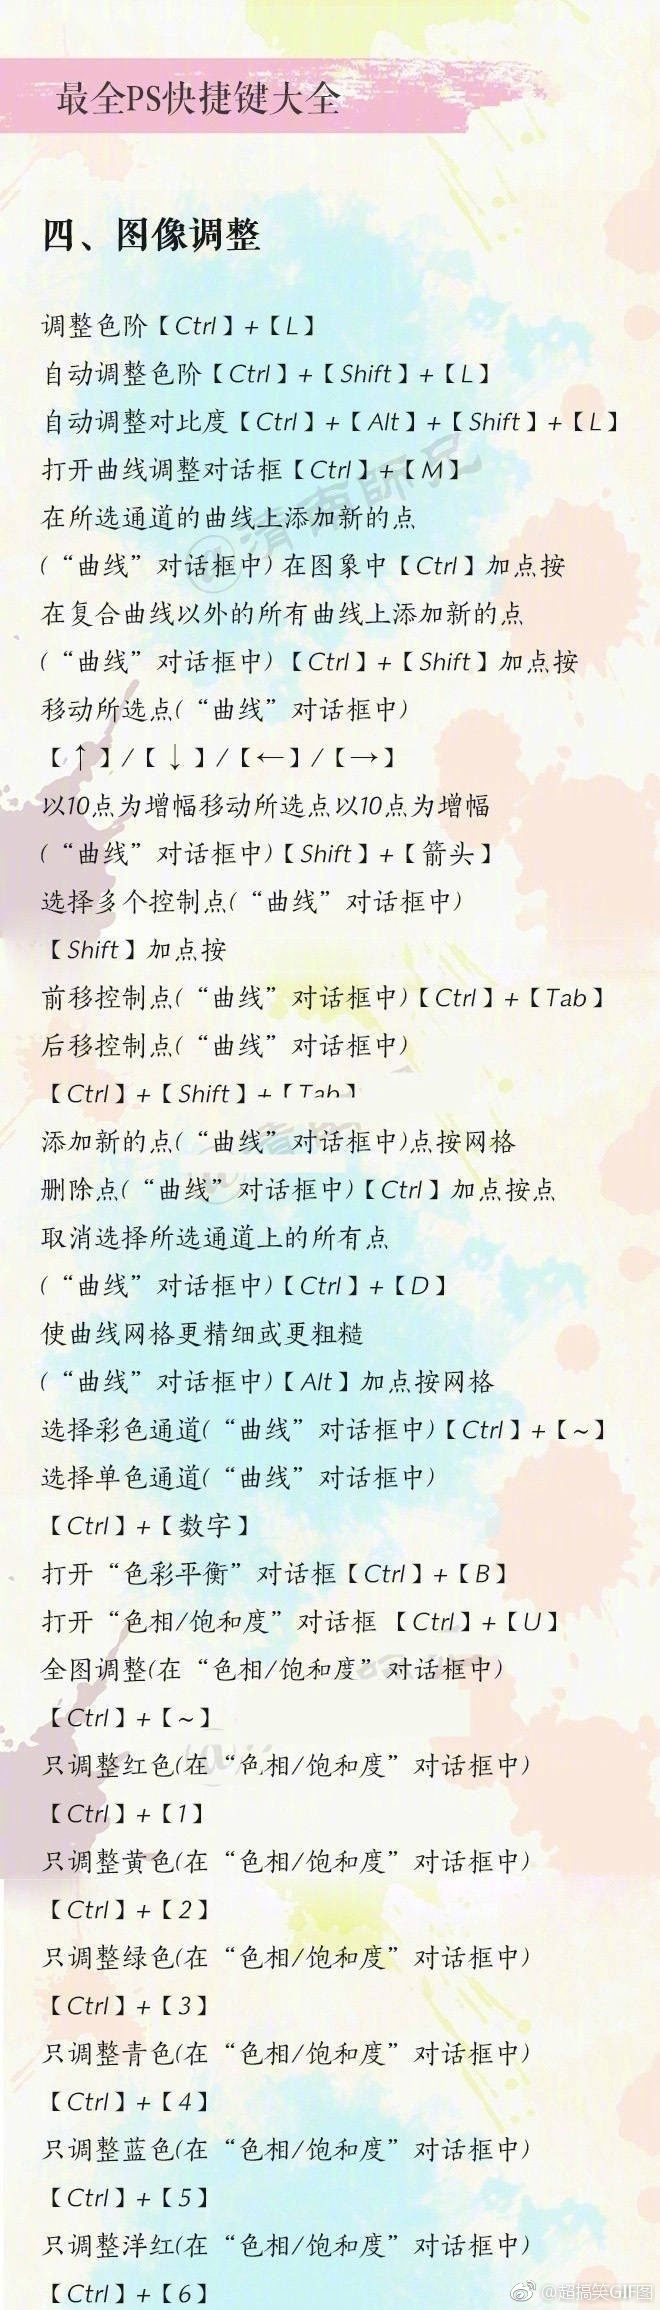 最全PS快捷键大全
四、图像调整
调整色阶【Ctrl】+【L】
自动调整色阶【Ctrl】+【Shift】+【L】
自动调整对比度【Ctrl】+【Alt】+【Shift】+【L】
打开曲线调整对话框【Ctrl】+【M】
在所选通道的曲线上添加新的点
(“曲线”对话框中) 在图象中【Ctrl】加点按
在复合曲线以外的所有曲线上添加新的点
(“曲线”对话框中) 【Ctrl】+【Shift】加点按
移动所选点(“曲线”对话框中)
【↑】/【↓】/【←】/【→】
以10点为增幅移动所选点以10点为增幅
(“曲线”对话框中)【Shift】+【箭头】
选择多个控制点(“曲线”对话框中)
【Shift】加点按
前移控制点(“曲线”对话框中)【Ctrl】+【Tab】
后移控制点(“曲线”对话框中)
【Ctrl】+【Shift】+【Tab】
添加新的点(“曲线”对话框中)点按网格
删除点(“曲线”对话框中)【Ctrl】加点按点
取消选择所选通道上的所有点
(“曲线”对话框中)【Ctrl】+【D】
使曲线网格更精细或更粗糙
(“曲线”对话框中)【Alt】加点按网格
选择彩色通道(“曲线”对话框中)【Ctrl】+【~】
选择单色通道(“曲线”对话框中)
【Ctrl】+【数字】
打开“色彩平衡”对话框【Ctrl】+【B】
打开“色相/饱和度”对话框 【Ctrl】+【U】
全图调整(在“色相/饱和度”对话框中)
【Ctrl】+【~】
只调整红色(在“色相/饱和度”对话框中)
【Ctrl】+【1】
只调整黄色(在“色相/饱和度”对话框中)
【Ctrl】+【2】
只调整绿色(在“色相/饱和度”对话框中)
【Ctrl】+【3】
只调整青色(在“色相/饱和度”对话框中)
【Ctrl】+【4】
只调整蓝色(在“色相/饱和度”对话框中)
【Ctrl】+【5】
只调整洋红(在“色相/饱和度”对话框中)
【Ctrl】+【6】
@超搞笑GIF图